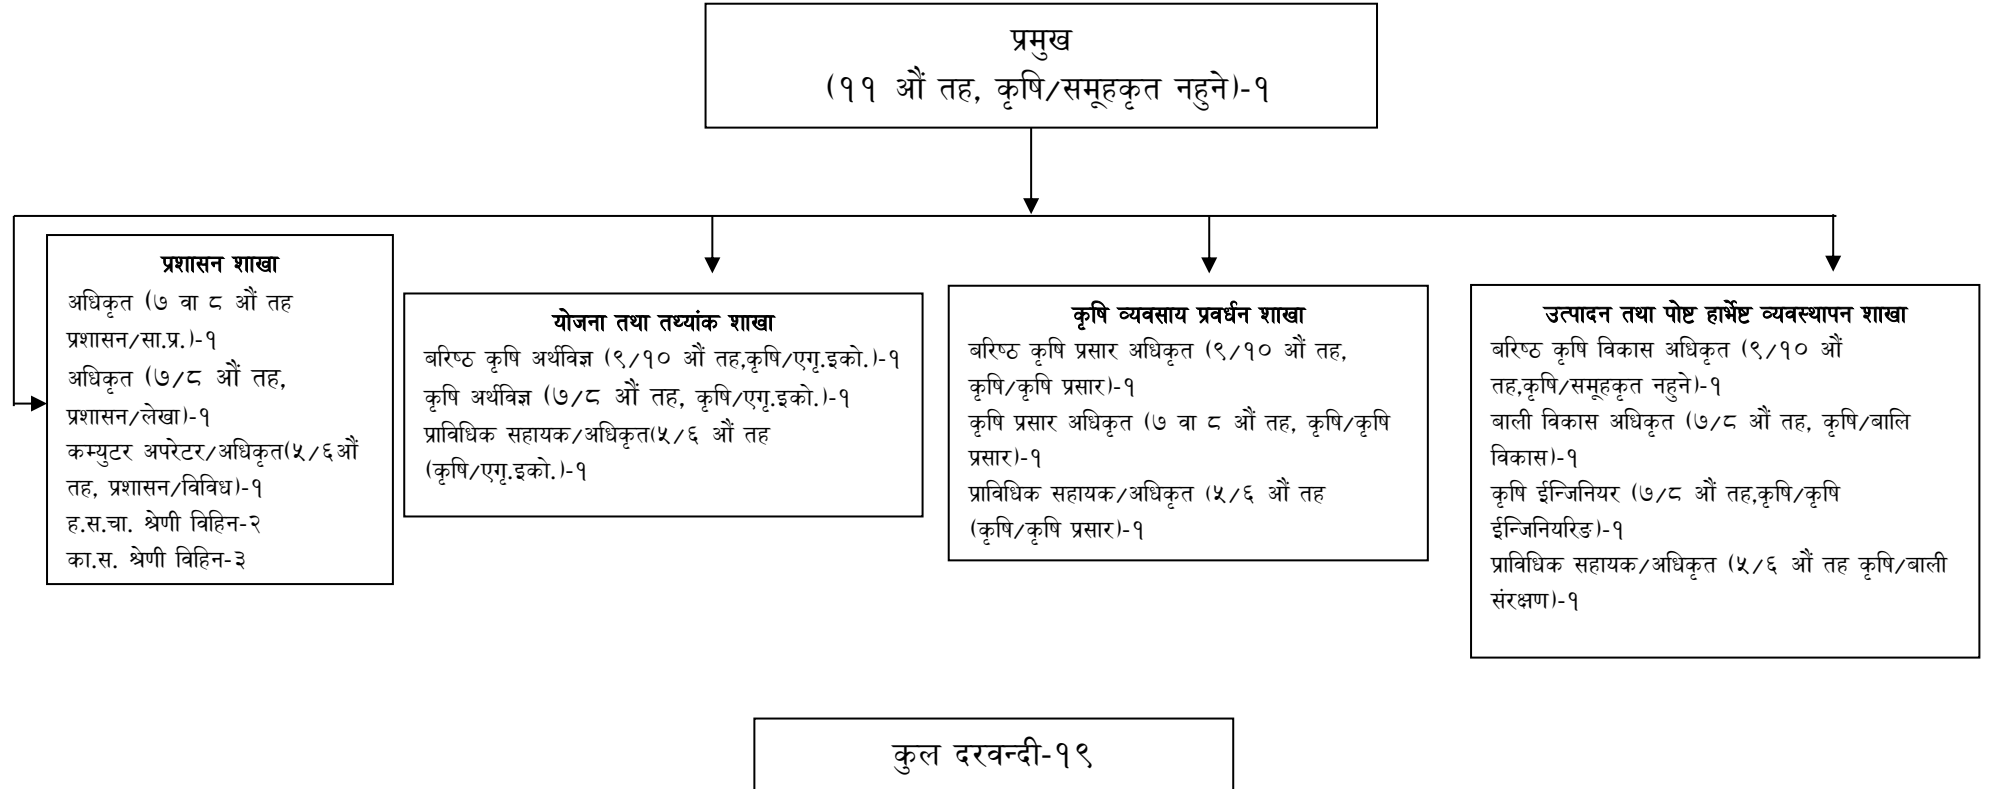 प्रमुख
(११ औं तह, कृषि/समूहकृत नहुने)-१
प्रशासन शाखा
अधिकृत (७ वा ८ औं तह
प्रशासन/सा.प्र.)-१
अधिकृत (७/८ औं तह,
प्रशासन/लेखा)-१
कम्युटर अपरेटर/अधिकृत(५/६औं
तह, प्रशासन/विविध)-१
ह.स.चा. श्रेणी विहिन-२
का.स. श्रेणी विहिन-३
योजना तथा तथ्यांक शाखा
बरिष्ठ कृषि अर्थविज्ञ (९/१० औं तह,कृषि/एगृ.इको.)-१
कृषि अर्थविज्ञ (७/८ औं तह, कृषि/एगृ.इको.)-१
प्राविधिक सहायक/अधिकृत(५/६ औं तह
(कृषि/एगृ.इको.)-१
कृषि व्यवसाय प्रवर्धन शाखा
बरिष्ठ कृषि प्रसार अधिकृत (९/१० औं तह,
कृषि/कृषि प्रसार)-१
कृषि प्रसार अधिकृत (७ वा ८ औं तह, कृषि/कृषि
प्रसार)-१
प्राविधिक सहायक/अधिकृत (५/६ औं तह
(कृषि/कृषि प्रसार)-१
उत्पादन तथा पोष्ट हार्भेष्ट व्यवस्थापन शाखा
बरिष्ठ कृषि विकास अधिकृत (९/१० औं
तह,कृषि/समूहकृत नहुने)-१
बाली विकास अधिकृत (७/८ औं तह, कृषि/बालि
विकास)-१
कृषि ईन्जिनियर (७/८ औं तह,कृषि/कृषि
ईन्जिनियरिङ)-१
प्राविधिक सहायक/अधिकृत (५/६ औं तह कृषि/बाली
संरक्षण)-१
कुल दरवन्दी-१९